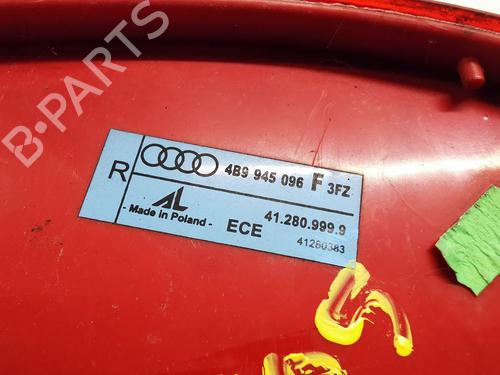 B-PARTS
R 4B9 945 096 F 3FZ
AL
- Made in Poland - ECE 41.280.999.9
41280383